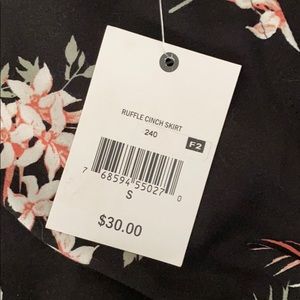 RUFFLE CINCH SKIRT
240
F2
7 68594 55027 0
S
$30.00